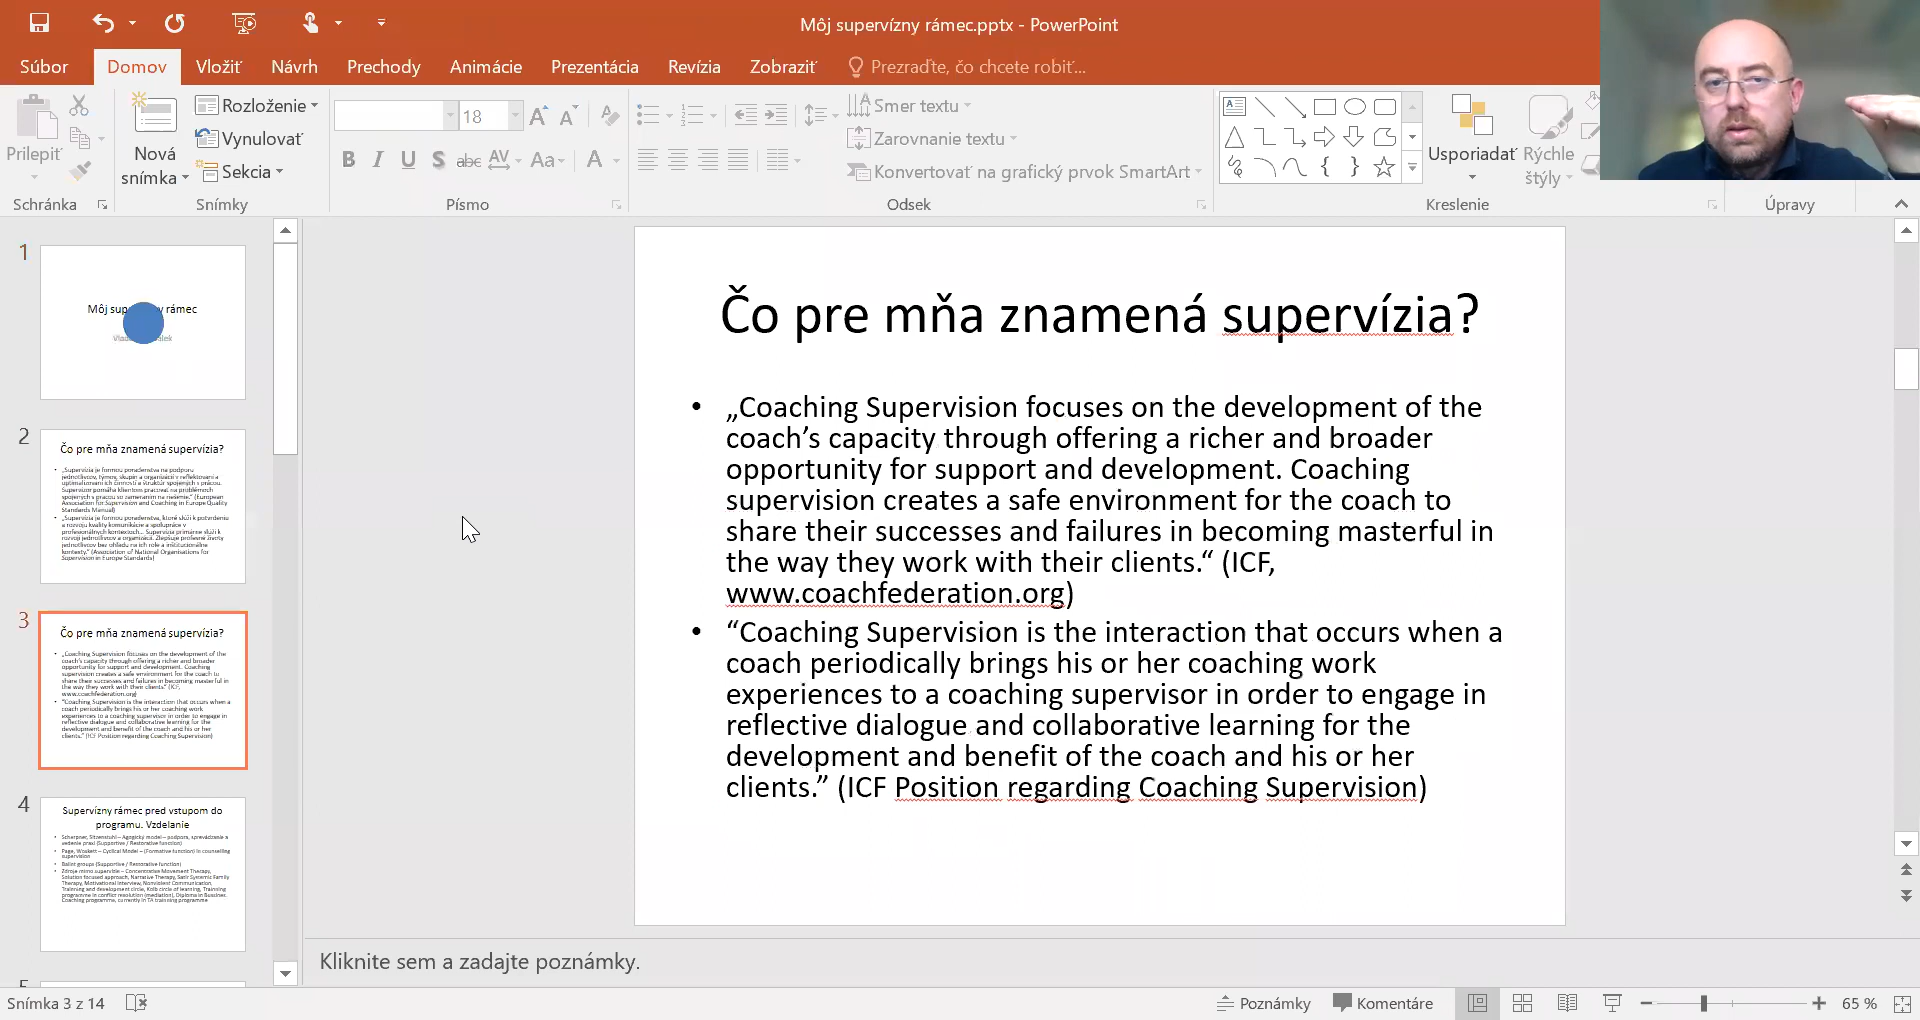 Môj supervízny rámec.pptx - PowerPoint
Súbor Domov Vložiť Návrh Prechody Animácie Prezentácia Revízia Zobraziť Prezraďte, čo chcete robiť...
Prilepiť
Schránka
Nová snímka
Rozloženie
Vynulovať
Sekcia
Snímky
18
B I U S abc AV Aa A
Písmo
Smer textu
Zarovnanie textu
Konvertovať na grafický prvok SmartArt
Odsek
Usporiadať
Rýchle štýly
Kreslenie
Úpravy
1
2
Čo pre mňa znamená supervízia?
3
Čo pre mňa znamená supervízia?
4
Supervízny rámec pred vstupom do
programu. Vzdelanie
5
Čo pre mňa znamená supervízia?
• „Coaching Supervision focuses on the development of the
coach’s capacity through offering a richer and broader
opportunity for support and development. Coaching
supervision creates a safe environment for the coach to
share their successes and failures in becoming masterful in
the way they work with their clients.“ (ICF,
www.coachfederation.org)
• “Coaching Supervision is the interaction that occurs when a
coach periodically brings his or her coaching work
experiences to a coaching supervisor in order to engage in
reflective dialogue and collaborative learning for the
development and benefit of the coach and his or her
clients.” (ICF Position regarding Coaching Supervision)
Kliknite sem a zadajte poznámky.
Snímka 3 z 14
Poznámky Komentáre 65 %